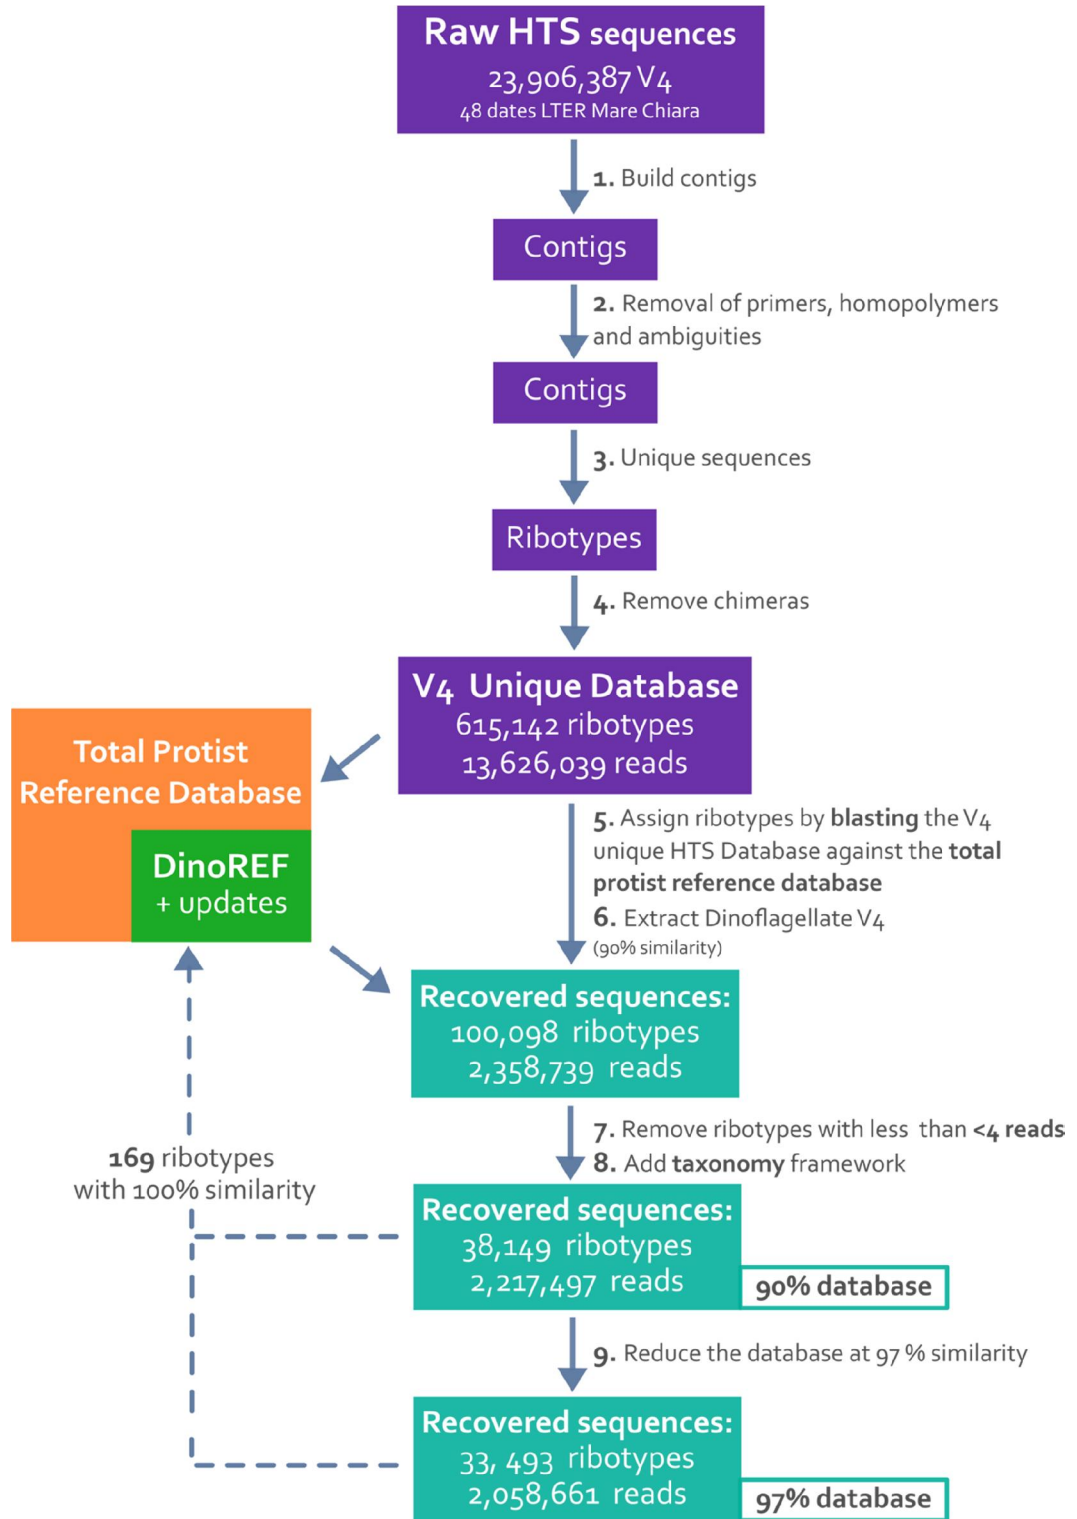 Raw HTS sequences
23,906,387 V4
48 dates LTER Mare Chiara
1. Build contigs
Contigs
2. Removal of primers, homopolymers
and ambiguities
Contigs
3. Unique sequences
Ribotypes
4. Remove chimeras
V4 Unique Database
615,142 ribotypes
13,626,039 reads
Total Protist
Reference Database
DinoREF
+ updates
5. Assign ribotypes by blasting the V4
unique HTS Database against the total
protist reference database
6. Extract Dinoflagellate V4
(90% similarity)
Recovered sequences:
100,098 ribotypes
2,358,739 reads
7. Remove ribotypes with less than <4 reads
8. Add taxonomy framework
169 ribotypes
with 100% similarity
Recovered sequences:
38,149 ribotypes
2,217,497 reads
90% database
9. Reduce the database at 97 % similarity
Recovered sequences:
33, 493 ribotypes
2,058,661 reads
97% database